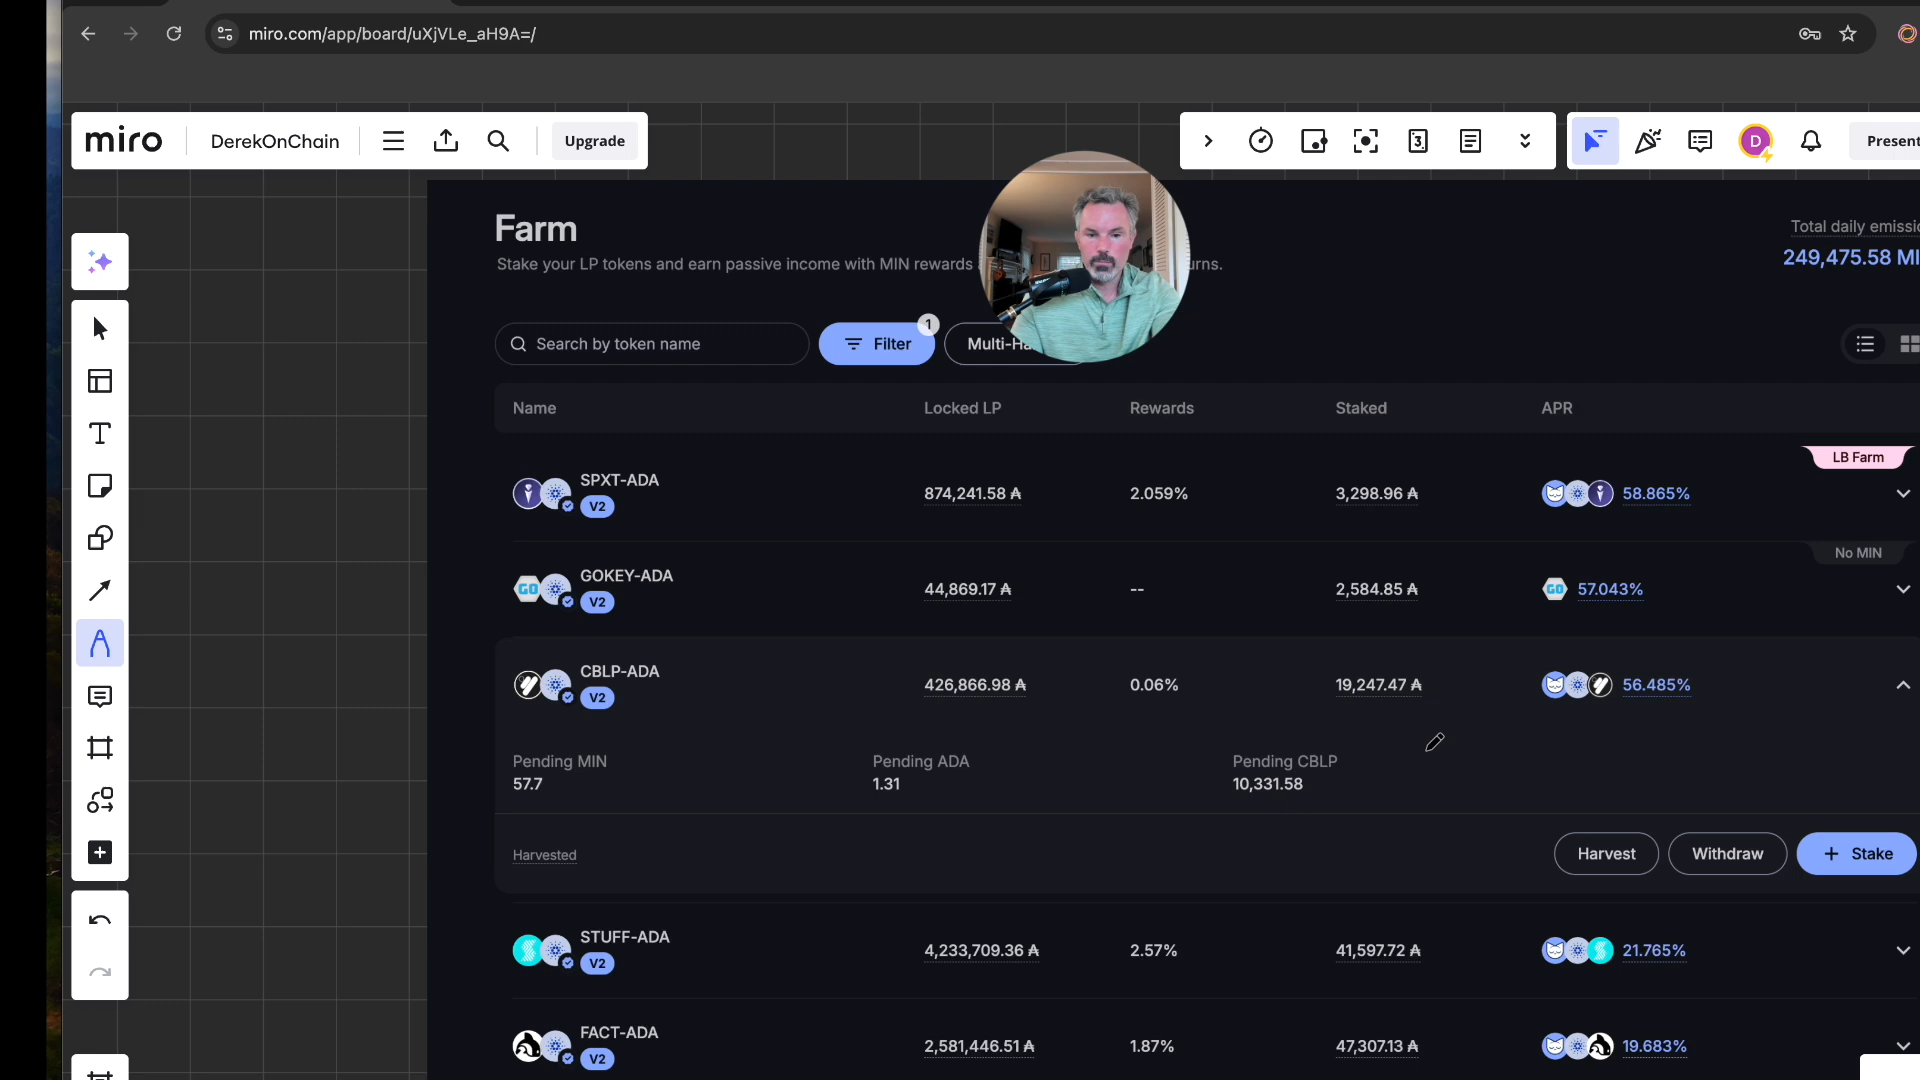 miro.com/app/board/uXjVLe_aH9A=/
miro
DerekOnChain
Upgrade
3
D
Present
Farm
Total daily
Stake your LP tokens and earn passive income with MIN rewards
249,475.58
Search by token name
Filter
1
Name
Locked LP
Rewards
Staked
APR
LB Farm
SPXT-ADA
V2
874,241.58 ₳
2.059%
3,298.96 ₳
58.865%
No MIN
GO
GOKEY-ADA
V2
44,869.17 ₳
--
2,584.85 ₳
GO
57.043%
CBLP-ADA
V2
426,866.98 ₳
0.06%
19,247.47 ₳
56.485%
Pending MIN
57.7
Pending ADA
1.31
Pending CBLP
10,331.58
Harvested
Harvest
Withdraw
+ Stake
STUFF-ADA
V2
4,233,709.36 ₳
2.57%
41,597.72 ₳
21.765%
FACT-ADA
V2
2,581,446.51 ₳
1.87%
47,307.13 ₳
19.683%